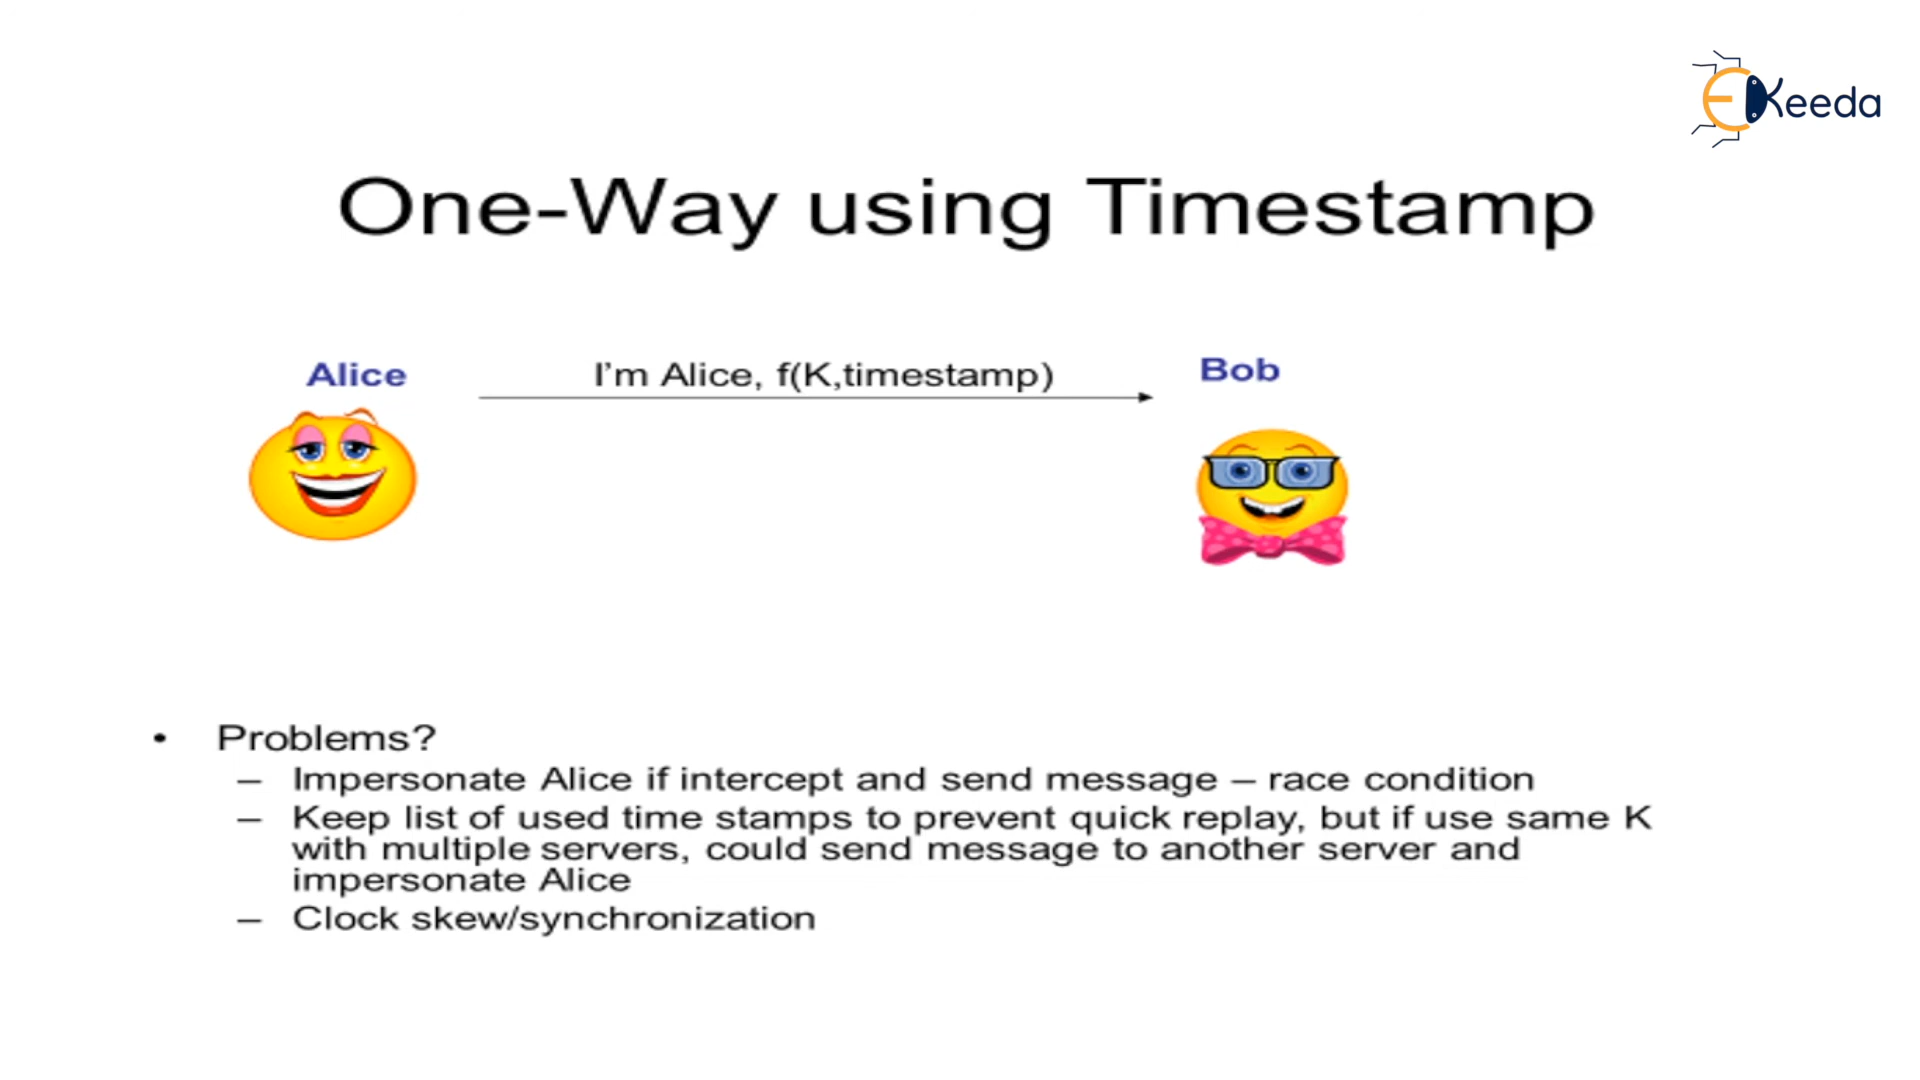 EKeeda
One-Way using Timestamp
Alice
I'm Alice, f(K,timestamp)
Bob
• Problems?
– Impersonate Alice if intercept and send message – race condition
– Keep list of used time stamps to prevent quick replay, but if use same K
with multiple servers, could send message to another server and
impersonate Alice
– Clock skew/synchronization